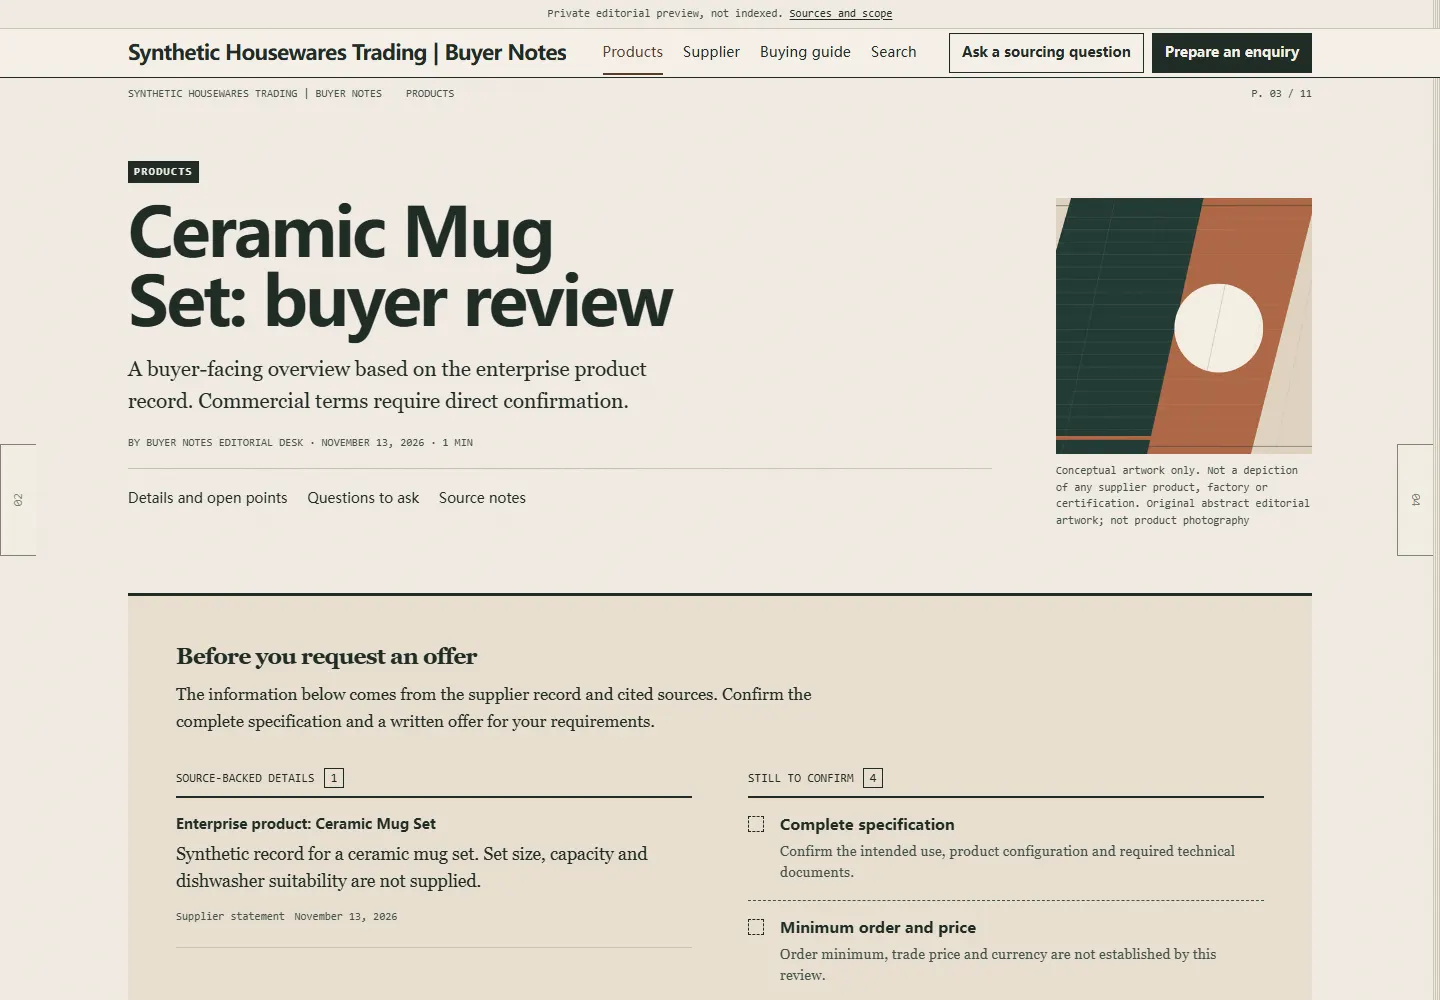 Private editorial preview, not indexed. Sources and scope
Synthetic Housewares Trading | Buyer Notes
Products
Supplier
Buying guide
Search
Ask a sourcing question
Prepare an enquiry
SYNTHETIC HOUSEWARES TRADING | BUYER NOTES
PRODUCTS
P. 03 / 11
PRODUCTS
Ceramic Mug
Set: buyer review
A buyer-facing overview based on the enterprise product
record. Commercial terms require direct confirmation.
BY BUYER NOTES EDITORIAL DESK · NOVEMBER 13, 2026 · 1 MIN
Details and open points
Questions to ask
Source notes
Conceptual artwork only. Not a depiction
of any supplier product, factory or
certification. Original abstract editorial
artwork; not product photography
02
04
Before you request an offer
The information below comes from the supplier record and cited sources. Confirm the
complete specification and a written offer for your requirements.
SOURCE-BACKED DETAILS 1
Enterprise product: Ceramic Mug Set
Synthetic record for a ceramic mug set. Set size, capacity and
dishwasher suitability are not supplied.
Supplier statement November 13, 2026
STILL TO CONFIRM 4
Complete specification
Confirm the intended use, product configuration and required technical
documents.
Minimum order and price
Order minimum, trade price and currency are not established by this
review.